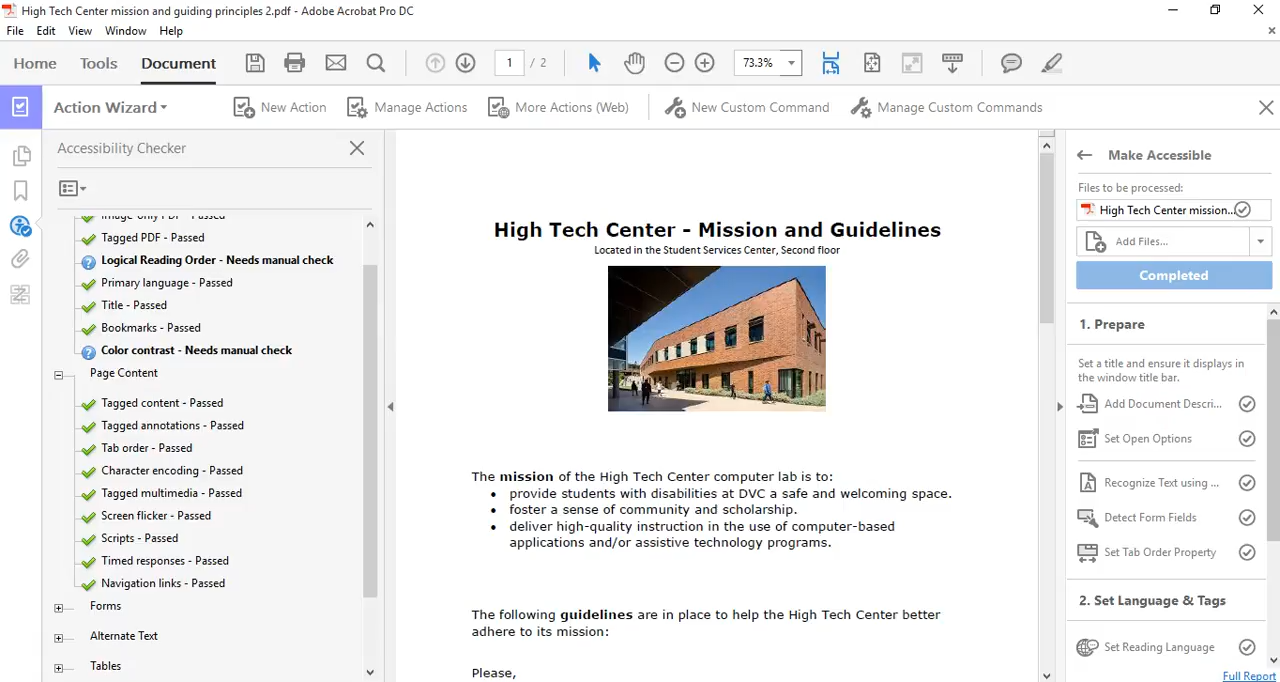 High Tech Center mission and guiding principles 2.pdf - Adobe Acrobat Pro DC
File Edit View Window Help
Home Tools Document 1 / 2 73.3%
Action Wizard New Action Manage Actions More Actions (Web) New Custom Command Manage Custom Commands
Accessibility Checker
Image-only PDF - Passed
Tagged PDF - Passed
Logical Reading Order - Needs manual check
Primary language - Passed
Title - Passed
Bookmarks - Passed
Color contrast - Needs manual check
Page Content
Tagged content - Passed
Tagged annotations - Passed
Tab order - Passed
Character encoding - Passed
Tagged multimedia - Passed
Screen flicker - Passed
Scripts - Passed
Timed responses - Passed
Navigation links - Passed
Forms
Alternate Text
Tables
High Tech Center - Mission and Guidelines
Located in the Student Services Center, Second floor
The mission of the High Tech Center computer lab is to:
• provide students with disabilities at DVC a safe and welcoming space.
• foster a sense of community and scholarship.
• deliver high-quality instruction in the use of computer-based
applications and/or assistive technology programs.
The following guidelines are in place to help the High Tech Center better
adhere to its mission:
Please,
Make Accessible
Files to be processed:
High Tech Center mission...
Add Files...
Completed
1. Prepare
Set a title and ensure it displays in
the window title bar.
Add Document Descri...
Set Open Options
Recognize Text using ...
Detect Form Fields
Set Tab Order Property
2. Set Language & Tags
Set Reading Language
Full Report